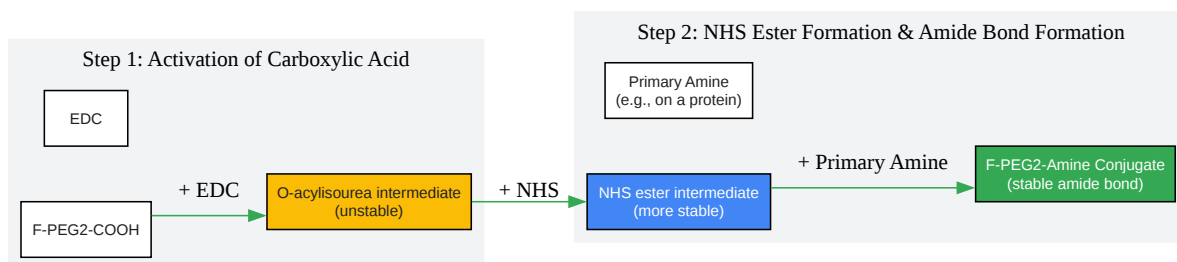 Step 1: Activation of Carboxylic Acid
EDC
F-PEG2-COOH
+ EDC
O-acylisourea intermediate
(unstable)
+ NHS
Step 2: NHS Ester Formation & Amide Bond Formation
Primary Amine
(e.g., on a protein)
NHS ester intermediate
(more stable)
+ Primary Amine
F-PEG2-Amine Conjugate
(stable amide bond)